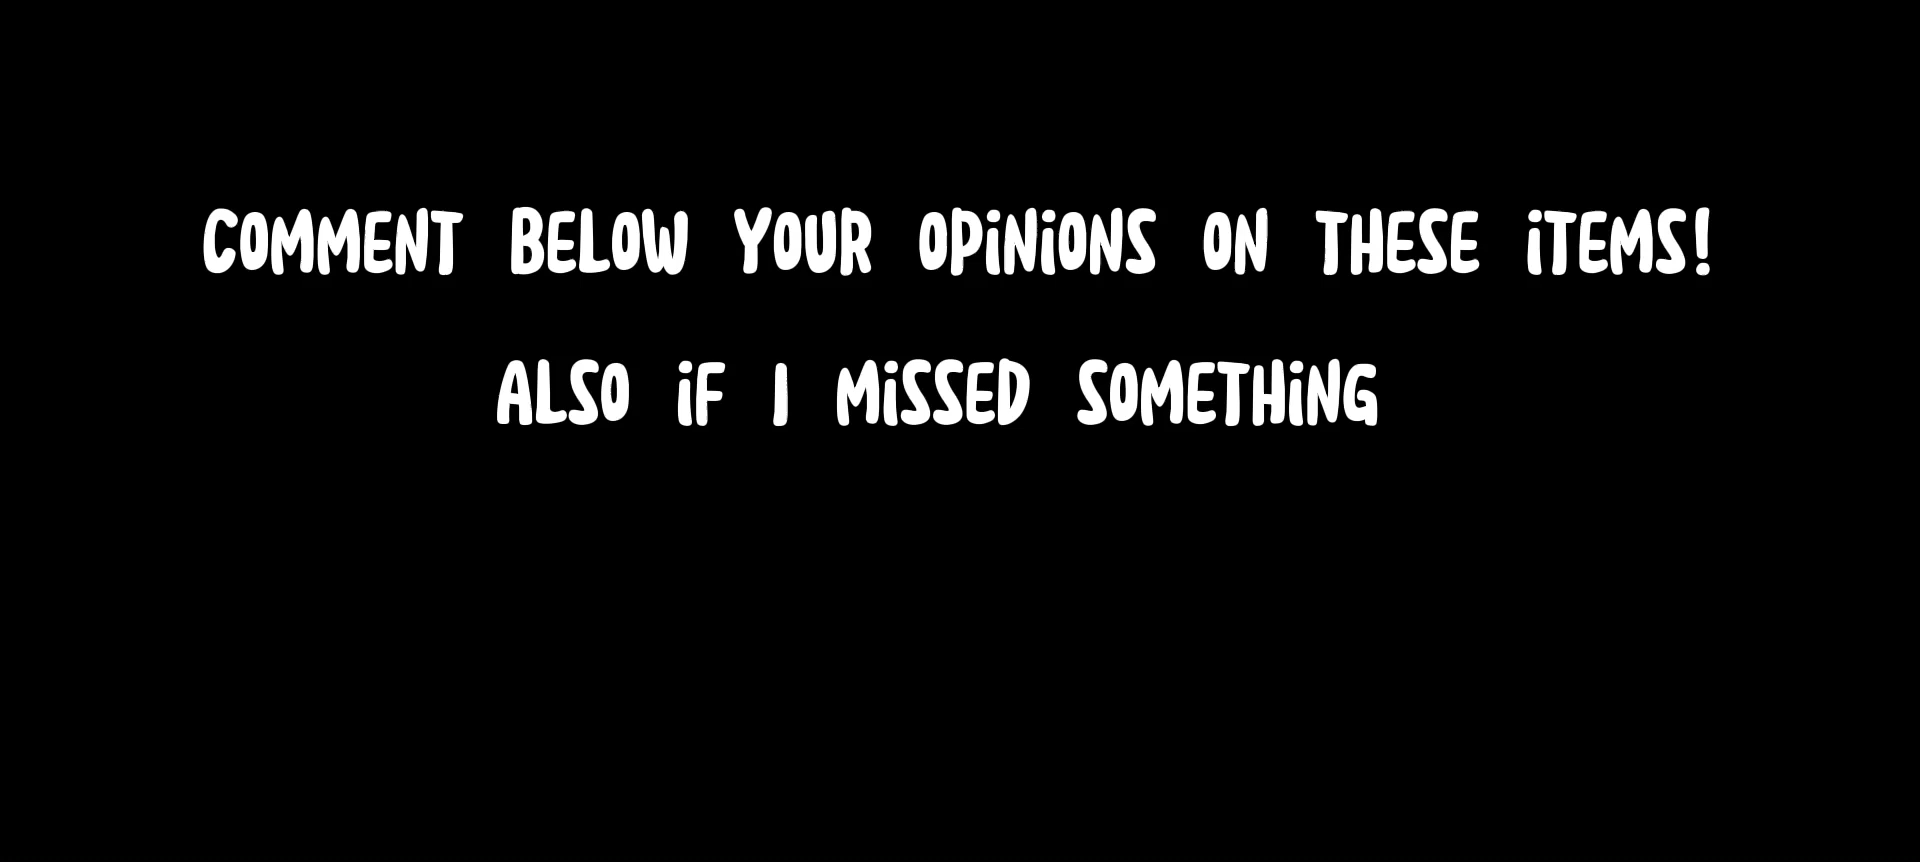 COMMENT BELOW YOUR OPINIONS ON THESE ITEMS!
ALSO IF I MISSED SOMETHING